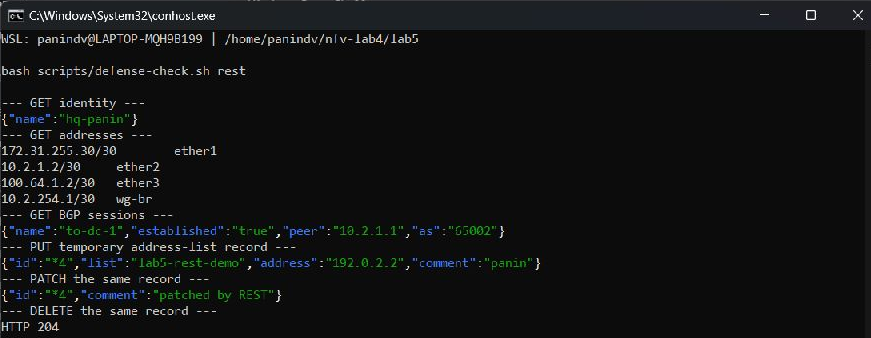 C:\Windows\System32\conhost.exe
WSL: panindv@LAPTOP-MQH9B199 | /home/panindv/nfv-lab4/lab5
bash scripts/defense-check.sh rest
--- GET identity ---
{"name":"hq-panin"}
--- GET addresses ---
172.31.255.30/30 ether1
10.2.1.2/30 ether2
100.64.1.2/30 ether3
10.2.254.1/30 wg-br
--- GET BGP sessions ---
{"name":"to-dc-1","established":"true","peer":"10.2.1.1","as":"65002"}
--- PUT temporary address-list record ---
{"id":"*4","list":"lab5-rest-demo","address":"192.0.2.2","comment":"panin"}
--- PATCH the same record ---
{"id":"*4","comment":"patched by REST"}
--- DELETE the same record ---
HTTP 204